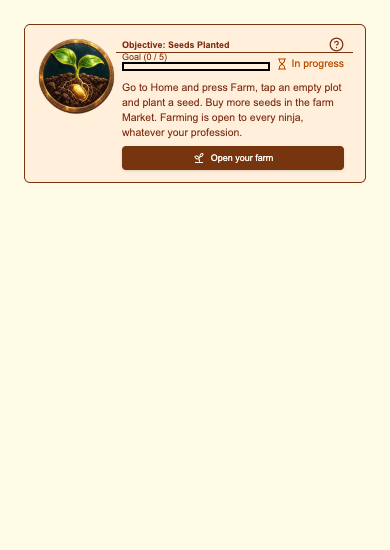 Objective: Seeds Planted
?
Goal (0 / 5)
In progress
Go to Home and press Farm, tap an empty plot
and plant a seed. Buy more seeds in the farm
Market. Farming is open to every ninja,
whatever your profession.
Open your farm